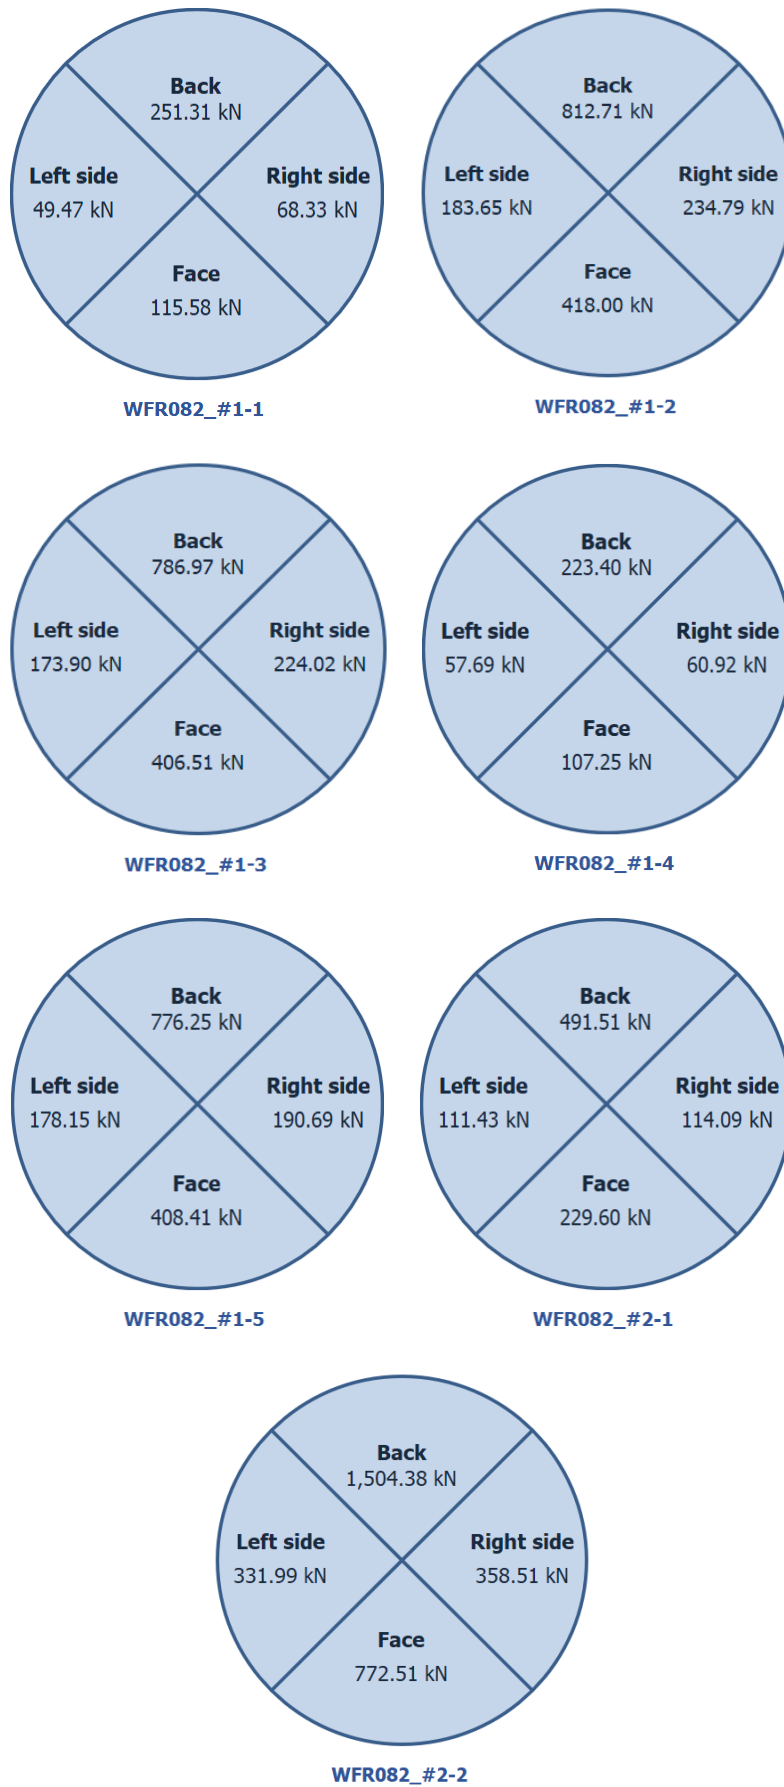 Back
251.31 kN
Left side
49.47 kN
Right side
68.33 kN
Face
115.58 kN
WFR082_#1-1
Back
812.71 kN
Left side
183.65 kN
Right side
234.79 kN
Face
418.00 kN
WFR082_#1-2
Back
786.97 kN
Left side
173.90 kN
Right side
224.02 kN
Face
406.51 kN
WFR082_#1-3
Back
223.40 kN
Left side
57.69 kN
Right side
60.92 kN
Face
107.25 kN
WFR082_#1-4
Back
776.25 kN
Left side
178.15 kN
Right side
190.69 kN
Face
408.41 kN
WFR082_#1-5
Back
491.51 kN
Left side
111.43 kN
Right side
114.09 kN
Face
229.60 kN
WFR082_#2-1
Back
1,504.38 kN
Left side
331.99 kN
Right side
358.51 kN
Face
772.51 kN
WFR082_#2-2